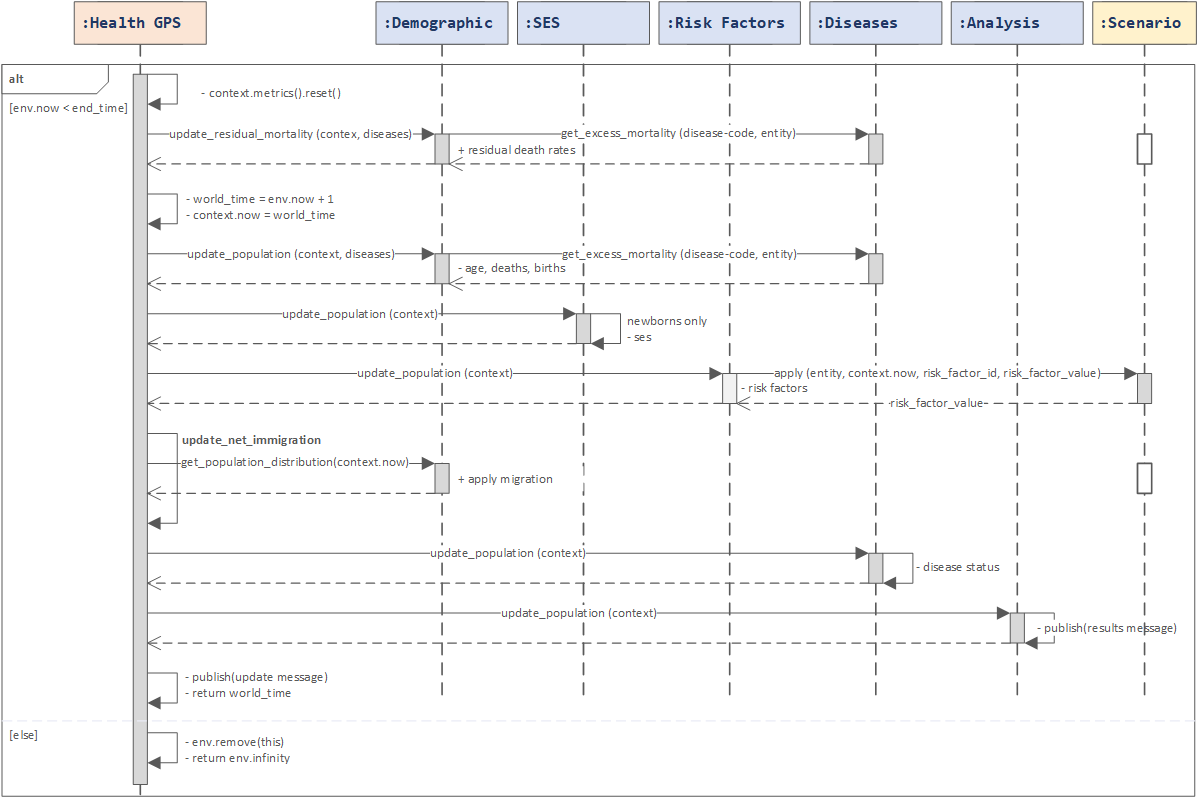 :Health GPS
:Demographic
:SES
:Risk Factors
:Diseases
:Analysis
:Scenario
alt
[env.now < end_time]
- context.metrics().reset()
update_residual_mortality (contex, diseases)
get_excess_mortality (disease-code, entity)
+ residual death rates
- world_time = env.now + 1
- context.now = world_time
update_population (context, diseases)
get_excess_mortality (disease-code, entity)
- age, deaths, births
update_population (context)
newborns only
- ses
update_population (context)
apply (entity, context.now, risk_factor_id, risk_factor_value)
- risk factors
risk_factor_value
update_net_immigration
get_population_distribution(context.now)
+ apply migration
update_population (context)
- disease status
update_population (context)
- publish(results message)
- publish(update message)
- return world_time
[else]
- env.remove(this)
- return env.infinity